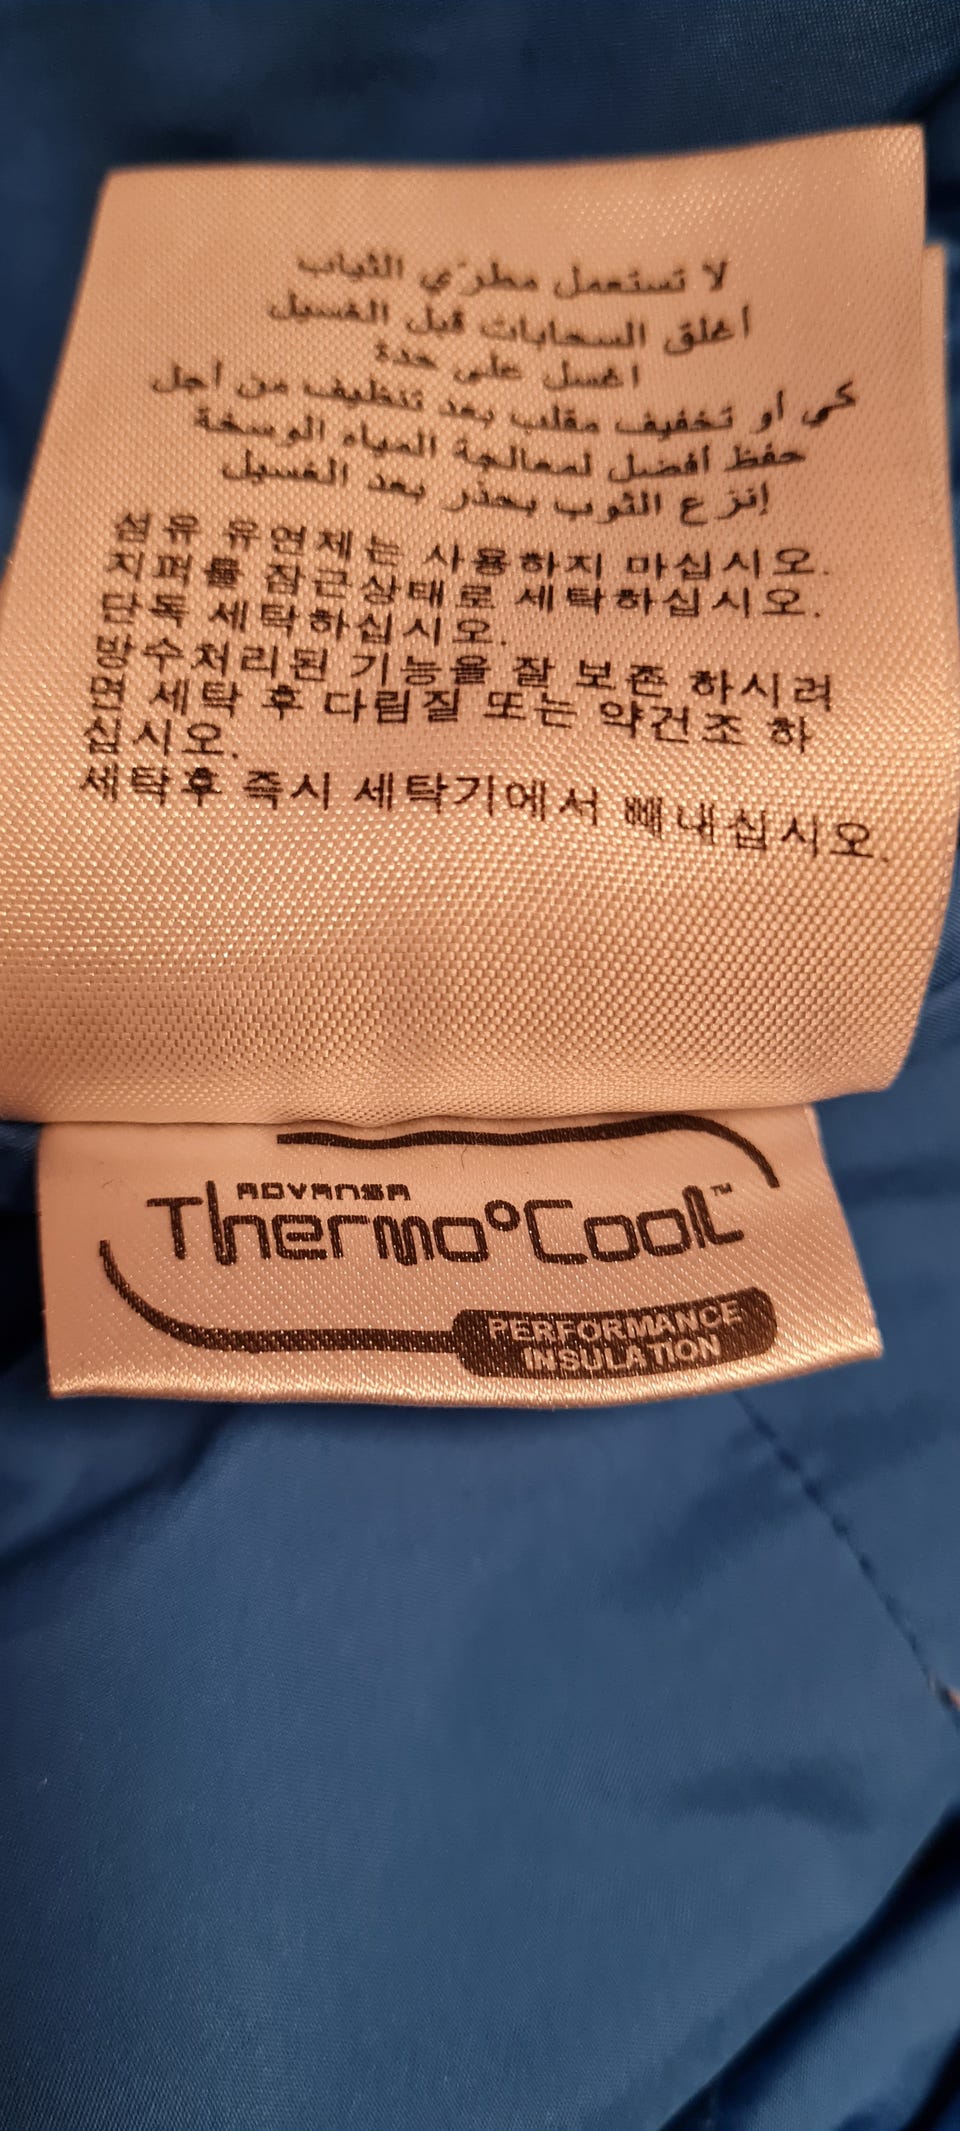 لا تستعمل مطرّي الثياب
أغلق السحابات قبل الغسيل
اغسل على حدة
كي أو تخفيف مقلب بعد تنظيف من أجل
حفظ أفضل لمعالجة المياه الوسخة
إنزع الثوب بحذر بعد الغسيل
섬유 유연제는 사용하지 마십시오.
지퍼를 잠근상태로 세탁하십시오.
단독 세탁하십시오.
방수처리된 기능을 잘 보존 하시려
면 세탁 후 다림질 또는 약건조 하
십시오.
세탁후 즉시 세탁기에서 빼내십시오.
ADVANSA
Thermo°Cool™
PERFORMANCE
INSULATION